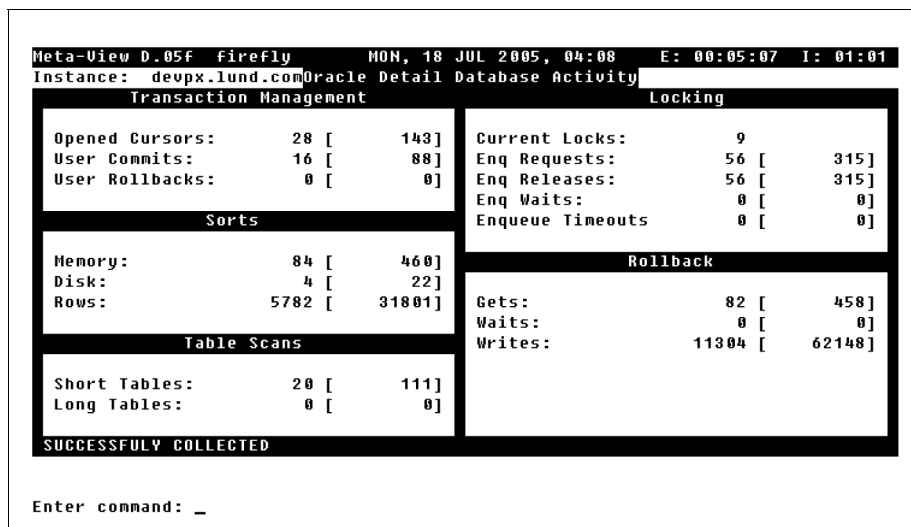 Meta-View D.05f firefly MON, 18 JUL 2005, 04:08 E: 00:05:07 I: 01:01
Instance: devpx.lund.com Oracle Detail Database Activity
Transaction Management
Opened Cursors: 28 [ 143]
User Commits: 16 [ 88]
User Rollbacks: 0 [ 0]
Sorts
Memory: 84 [ 460]
Disk: 4 [ 22]
Rows: 5782 [ 31801]
Table Scans
Short Tables: 20 [ 111]
Long Tables: 0 [ 0]
Locking
Current Locks: 9
Enq Requests: 56 [ 315]
Enq Releases: 56 [ 315]
Enq Waits: 0 [ 0]
Enqueue Timeouts 0 [ 0]
Rollback
Gets: 82 [ 458]
Waits: 0 [ 0]
Writes: 11304 [ 62148]
SUCCESSFULY COLLECTED
Enter command: _